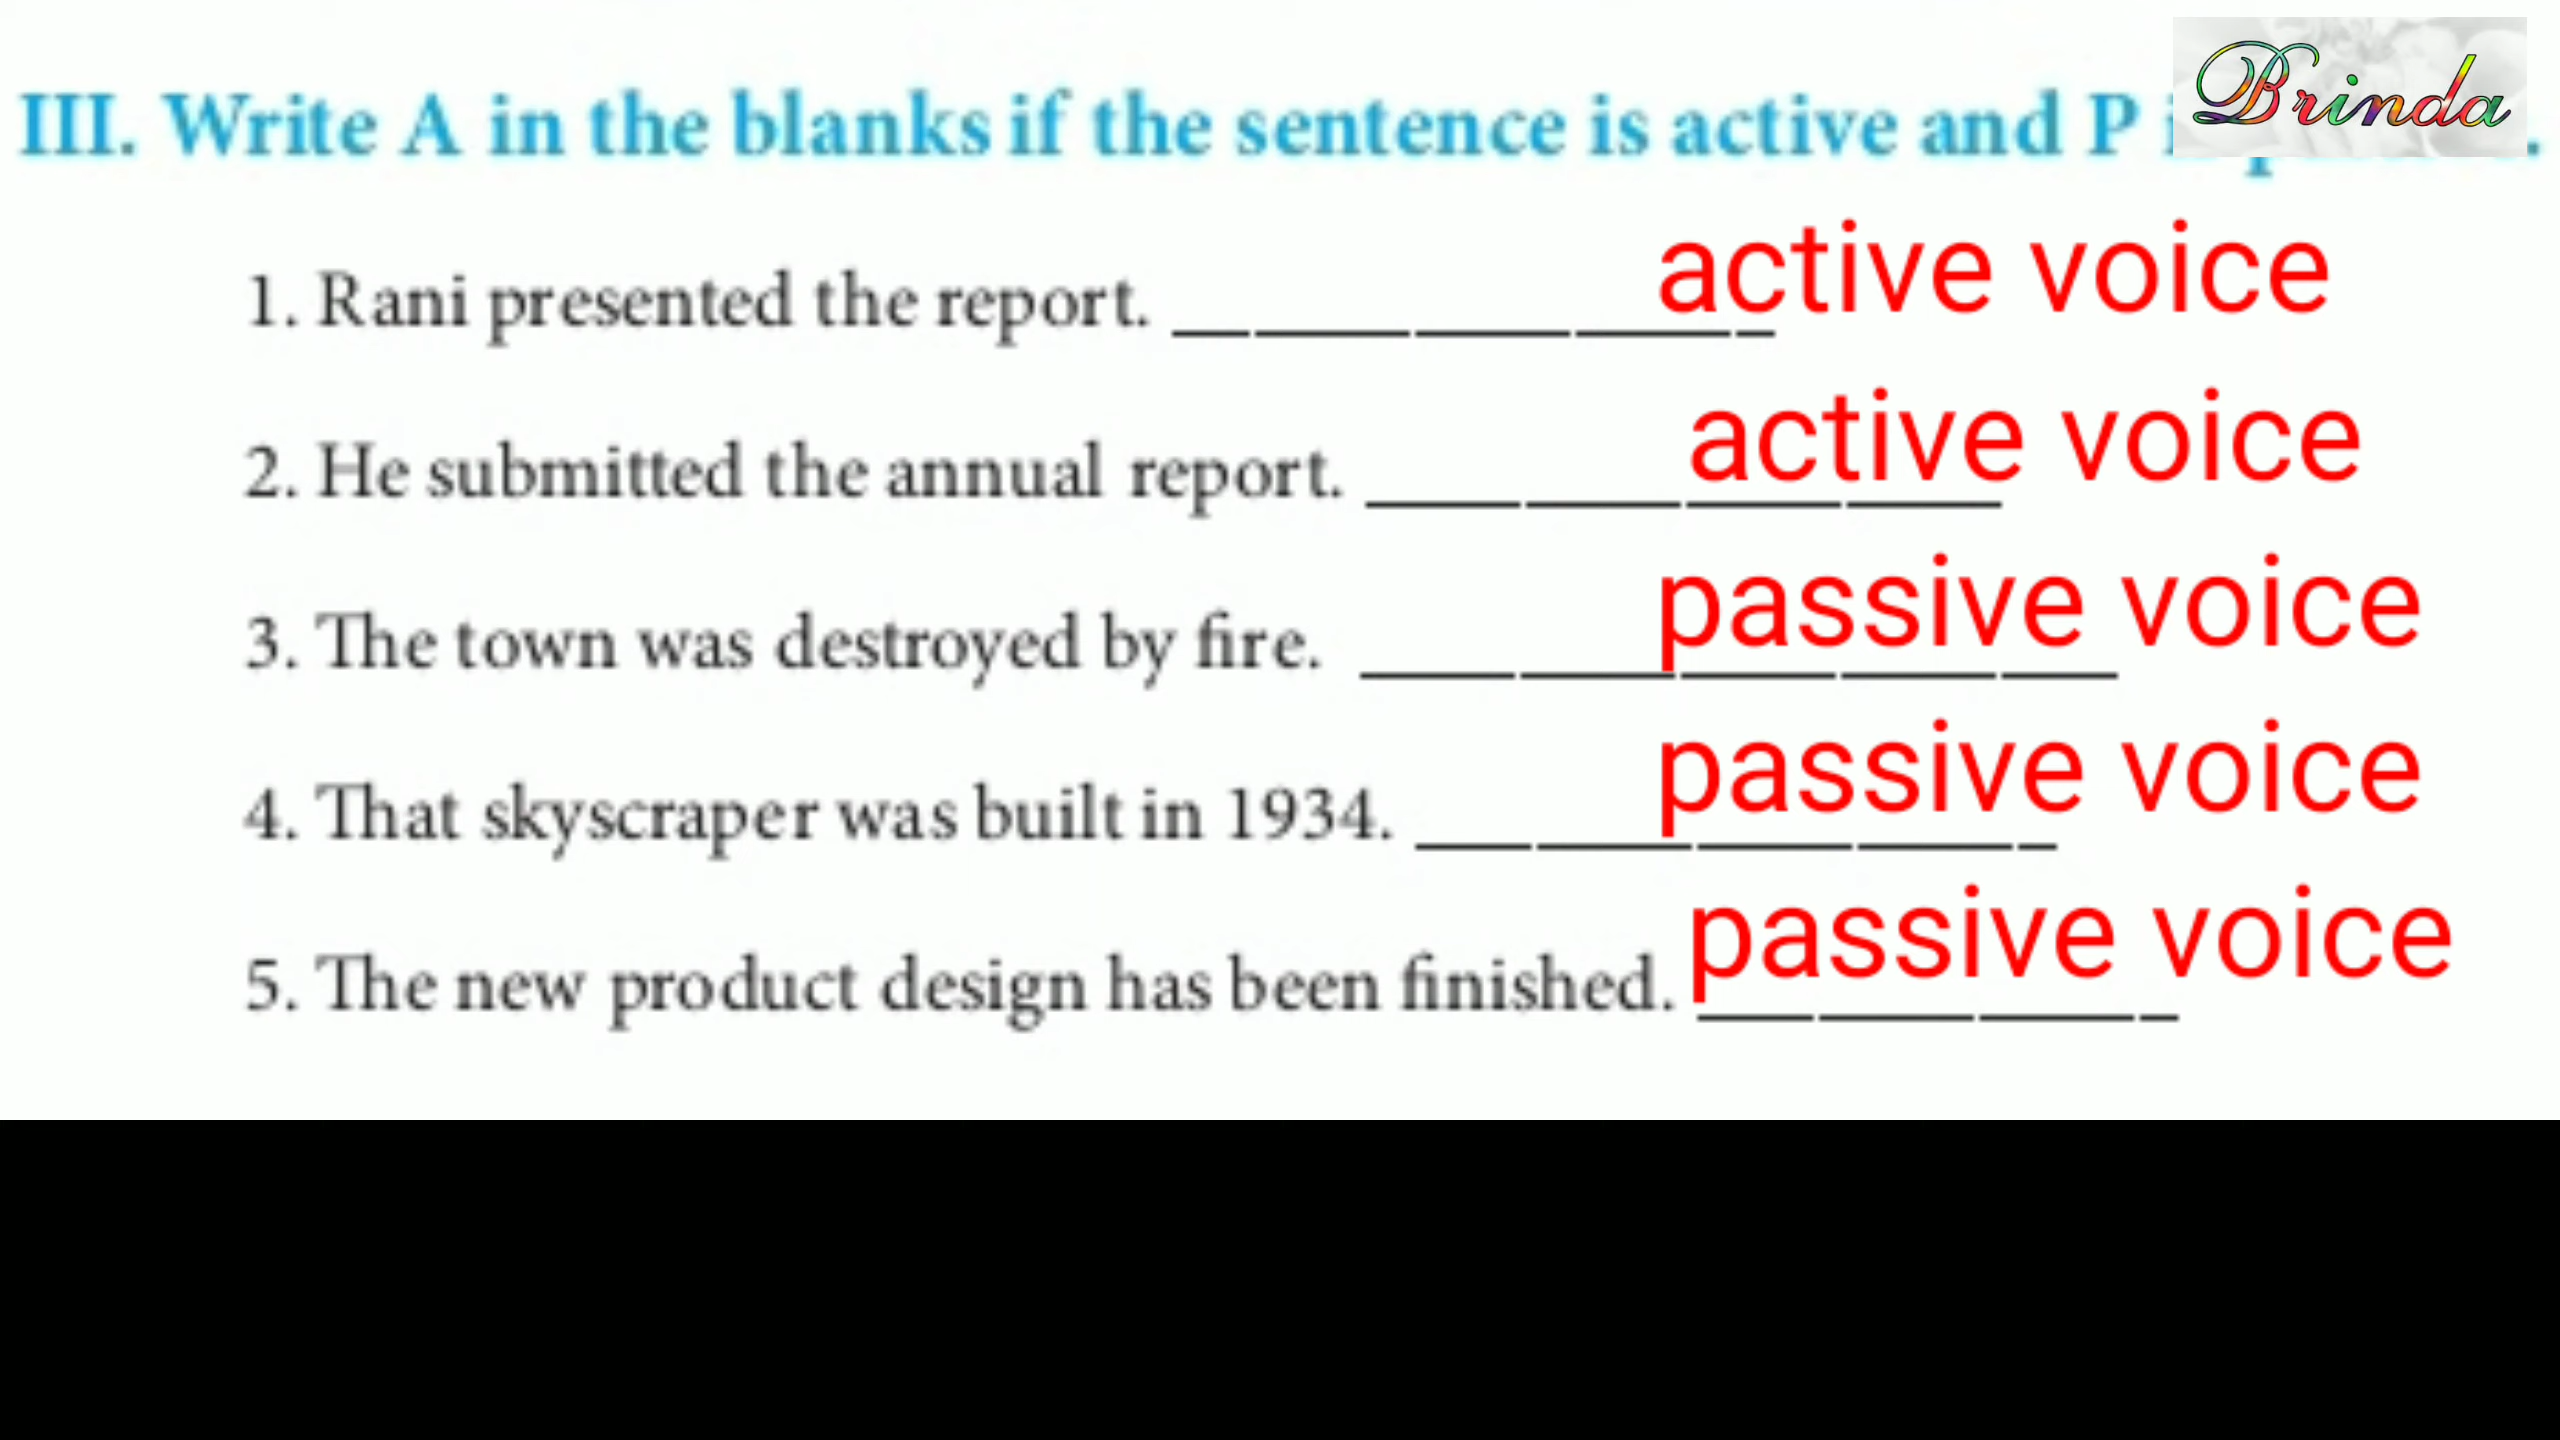 Brinda
III. Write A in the blanks if the sentence is active and P
1. Rani presented the report. active voice
2. He submitted the annual report. active voice
3. The town was destroyed by fire. passive voice
4. That skyscraper was built in 1934. passive voice
5. The new product design has been finished. passive voice